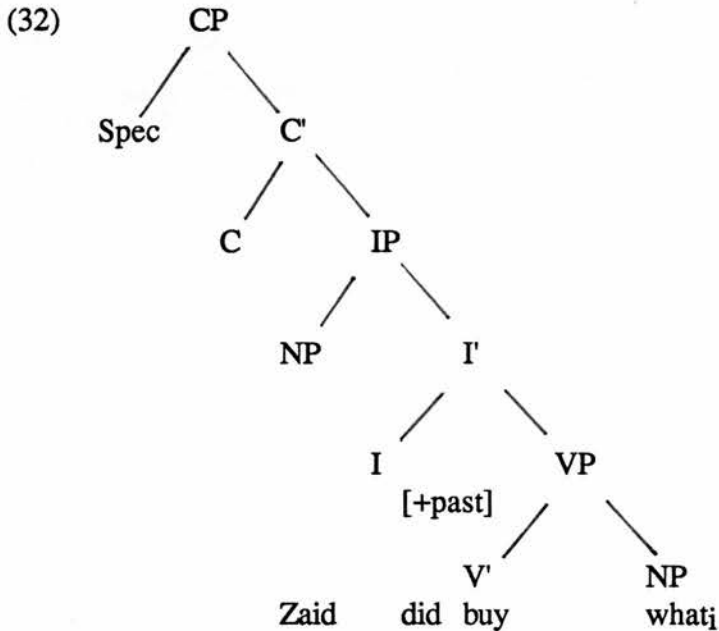 (32) CP
Spec C'
C IP
NP I'
I VP
[+past]
V' NP
Zaid did buy whati